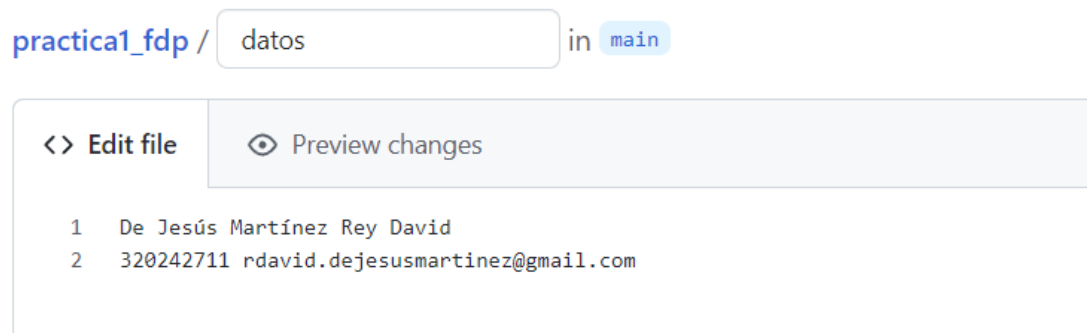 practica1_fdp / datos in main
<> Edit file Preview changes
1 De Jesús Martínez Rey David
2 320242711 rdavid.dejesusmartinez@gmail.com